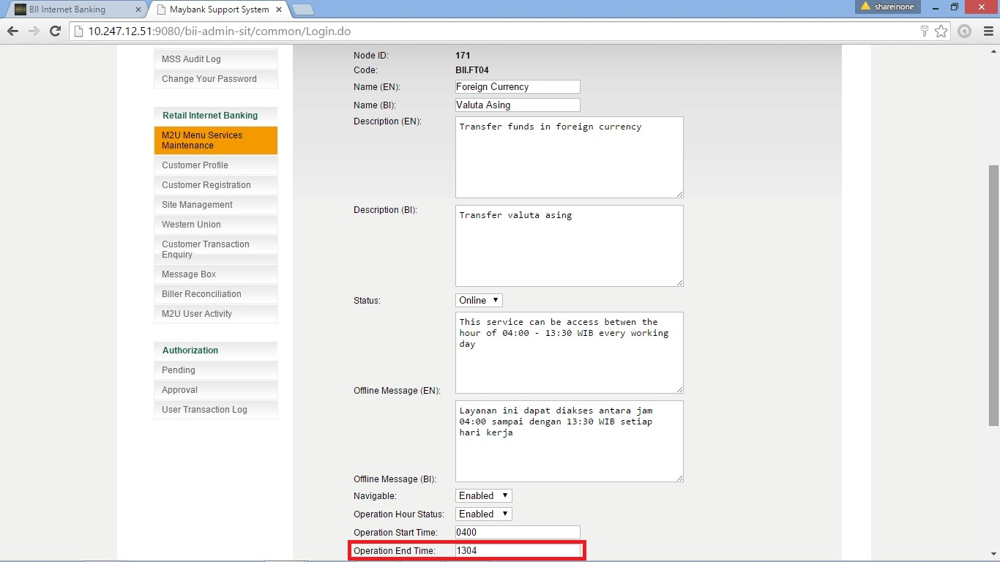 BII Internet Banking
Maybank Support System
shareinone
10.247.12.51:9080/bii-admin-sit/common/Login.do
MSS Audit Log
Change Your Password
Retail Internet Banking
M2U Menu Services
Maintenance
Customer Profile
Customer Registration
Site Management
Western Union
Customer Transaction
Enquiry
Message Box
Biller Reconciliation
M2U User Activity
Authorization
Pending
Approval
User Transaction Log
Node ID: 171
Code: BII.FT04
Name (EN): Foreign Currency
Name (BI): Valuta Asing
Description (EN): Transfer funds in foreign currency
Description (BI): Transfer valuta asing
Status: Online
This service can be access betwen the
hour of 04:00 - 13:30 WIB every working
day
Offline Message (EN):
Layanan ini dapat diakses antara jam
04:00 sampai dengan 13:30 WIB setiap
hari kerja
Offline Message (BI):
Navigable: Enabled
Operation Hour Status: Enabled
Operation Start Time: 0400
Operation End Time: 1304